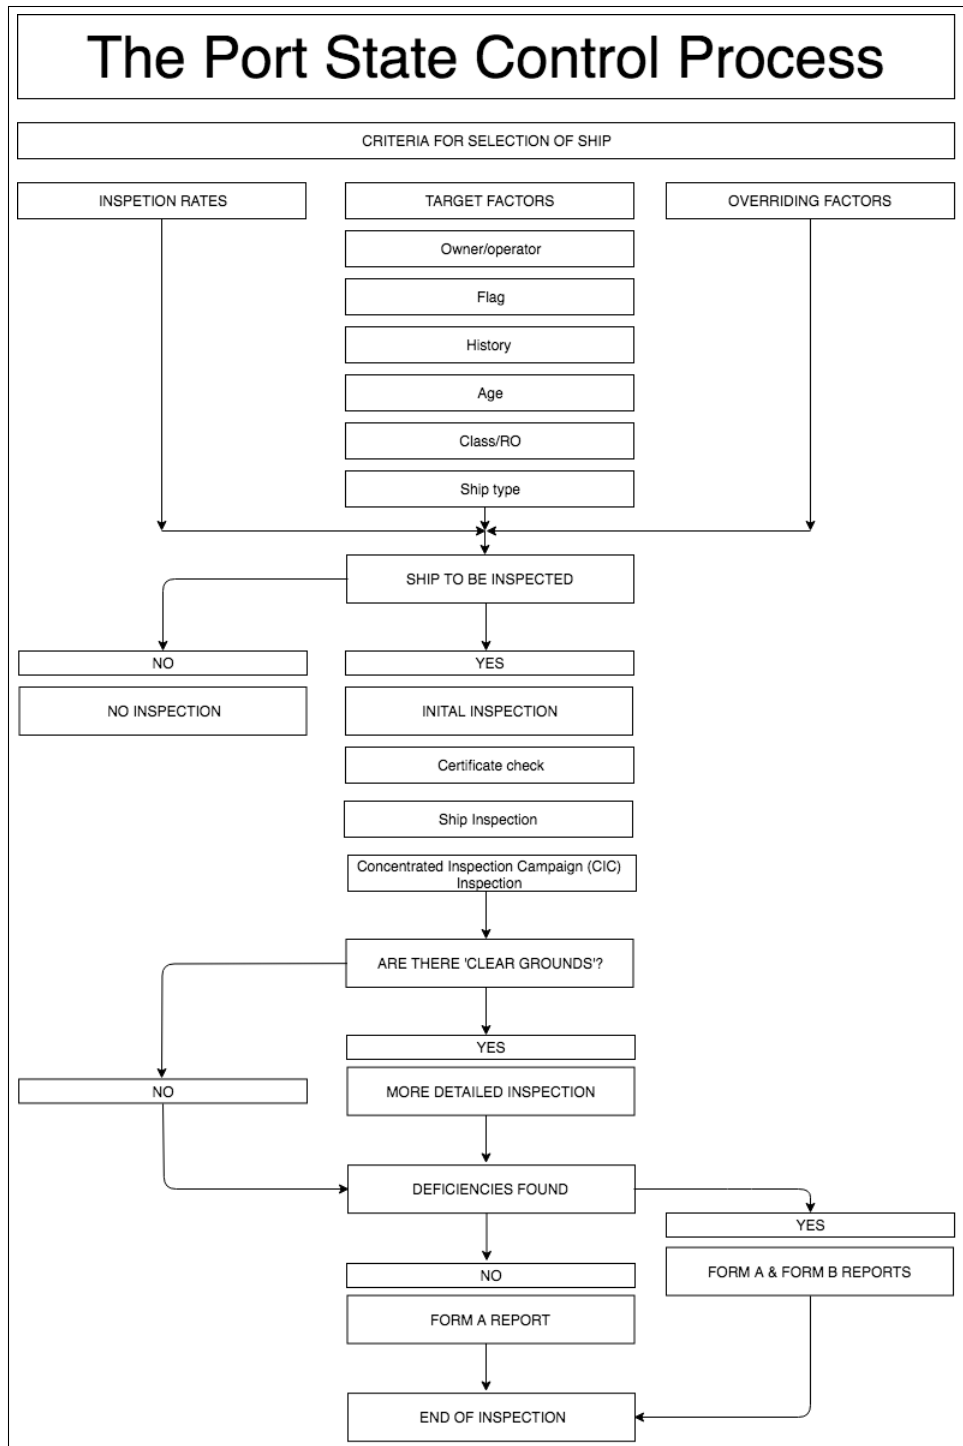 The Port State Control Process
CRITERIA FOR SELECTION OF SHIP
INSPETION RATES
TARGET FACTORS
OVERRIDING FACTORS
Owner/operator
Flag
History
Age
Class/RO
Ship type
SHIP TO BE INSPECTED
NO
YES
NO INSPECTION
INITAL INSPECTION
Certificate check
Ship Inspection
Concentrated Inspection Campaign (CIC)
Inspection
ARE THERE 'CLEAR GROUNDS'?
YES
MORE DETAILED INSPECTION
NO
DEFICIENCIES FOUND
YES
FORM A & FORM B REPORTS
NO
FORM A REPORT
END OF INSPECTION